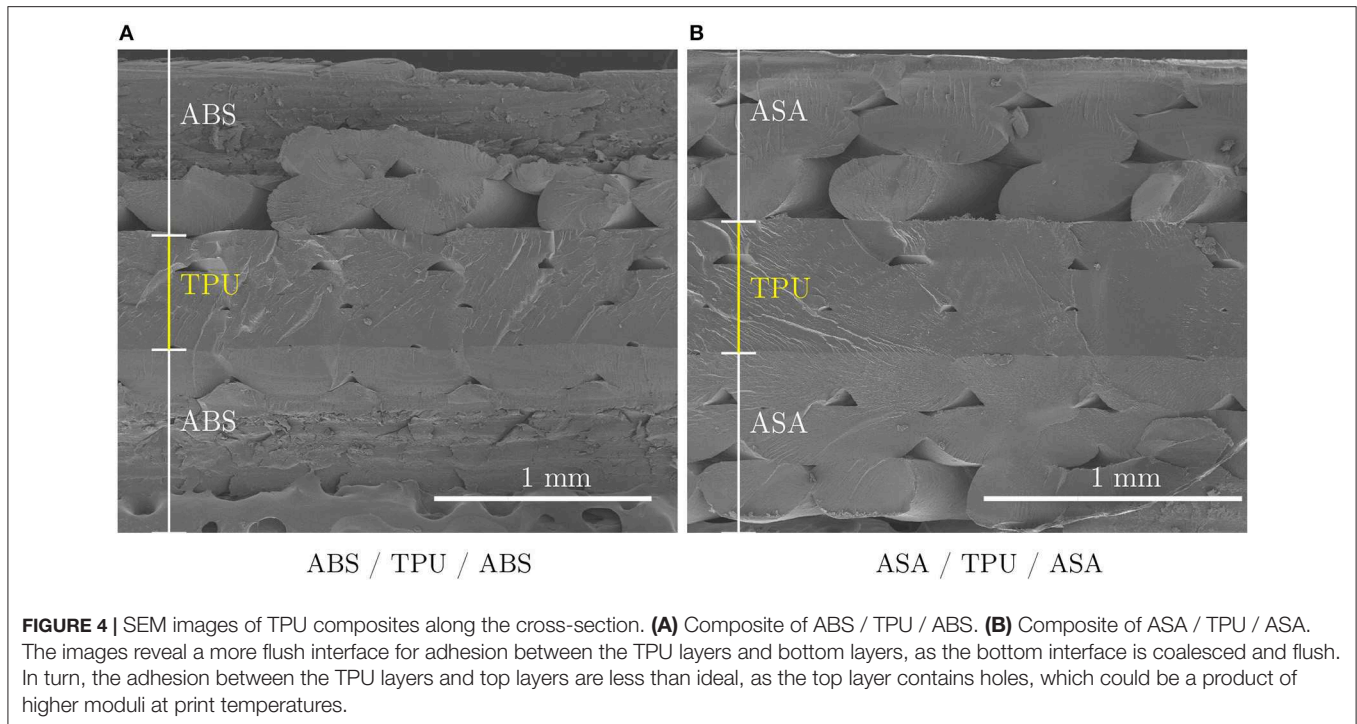 A
B
ABS
ASA
TPU
TPU
ABS
ASA
1 mm
1 mm
ABS / TPU / ABS
ASA / TPU / ASA
FIGURE 4 | SEM images of TPU composites along the cross-section. (A) Composite of ABS / TPU / ABS. (B) Composite of ASA / TPU / ASA.
The images reveal a more flush interface for adhesion between the TPU layers and bottom layers, as the bottom interface is coalesced and flush.
In turn, the adhesion between the TPU layers and top layers are less than ideal, as the top layer contains holes, which could be a product of
higher moduli at print temperatures.